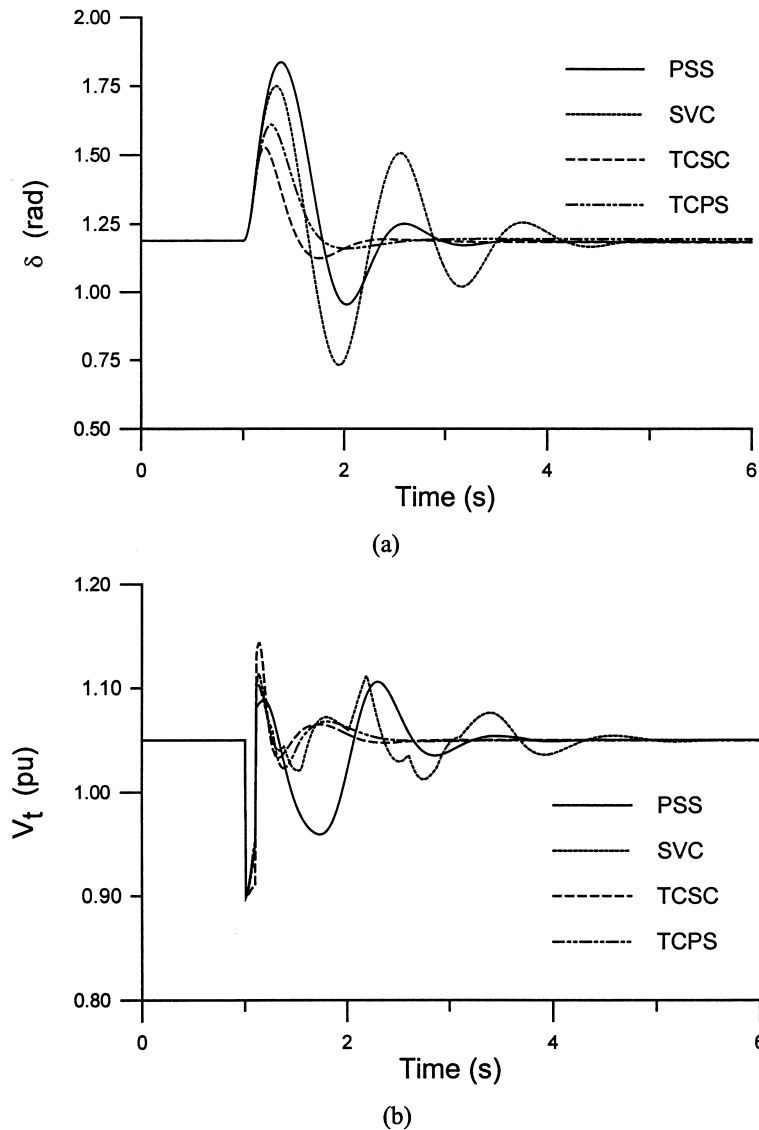 2.00
1.75
1.50
1.25
1.00
0.75
0.50
δ (rad)
PSS
SVC
TCSC
TCPS
0 2 4 6
Time (s)
(a)
1.20
1.10
1.00
0.90
0.80
Vt (pu)
PSS
SVC
TCSC
TCPS
0 2 4 6
Time (s)
(b)